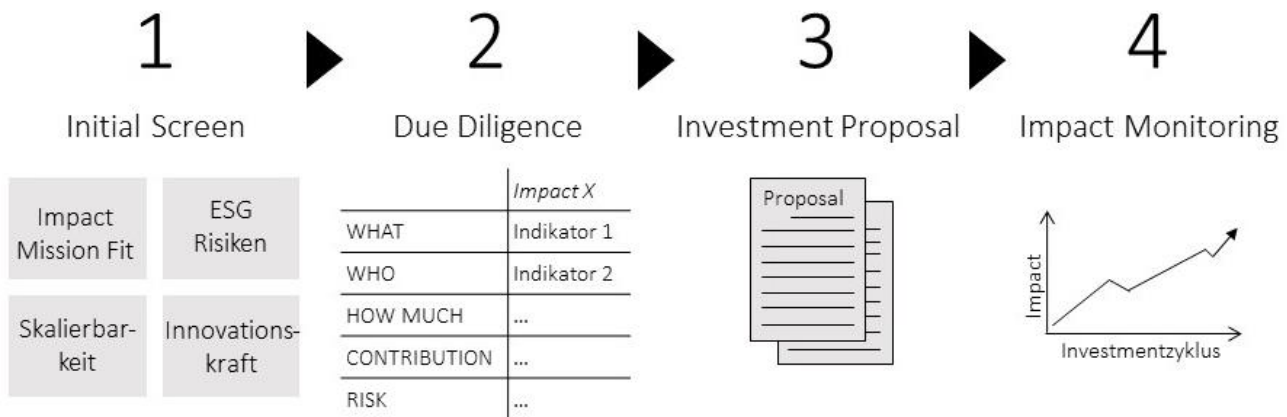 1
2
3
4
Initial Screen
Due Diligence
Investment Proposal
Impact Monitoring
Impact
Mission Fit
ESG
Risiken
Skalierbar-
keit
Innovations-
kraft
Impact X
WHAT Indikator 1
WHO Indikator 2
HOW MUCH ...
CONTRIBUTION ...
RISK ...
Proposal
Impact
Investmentzyklus